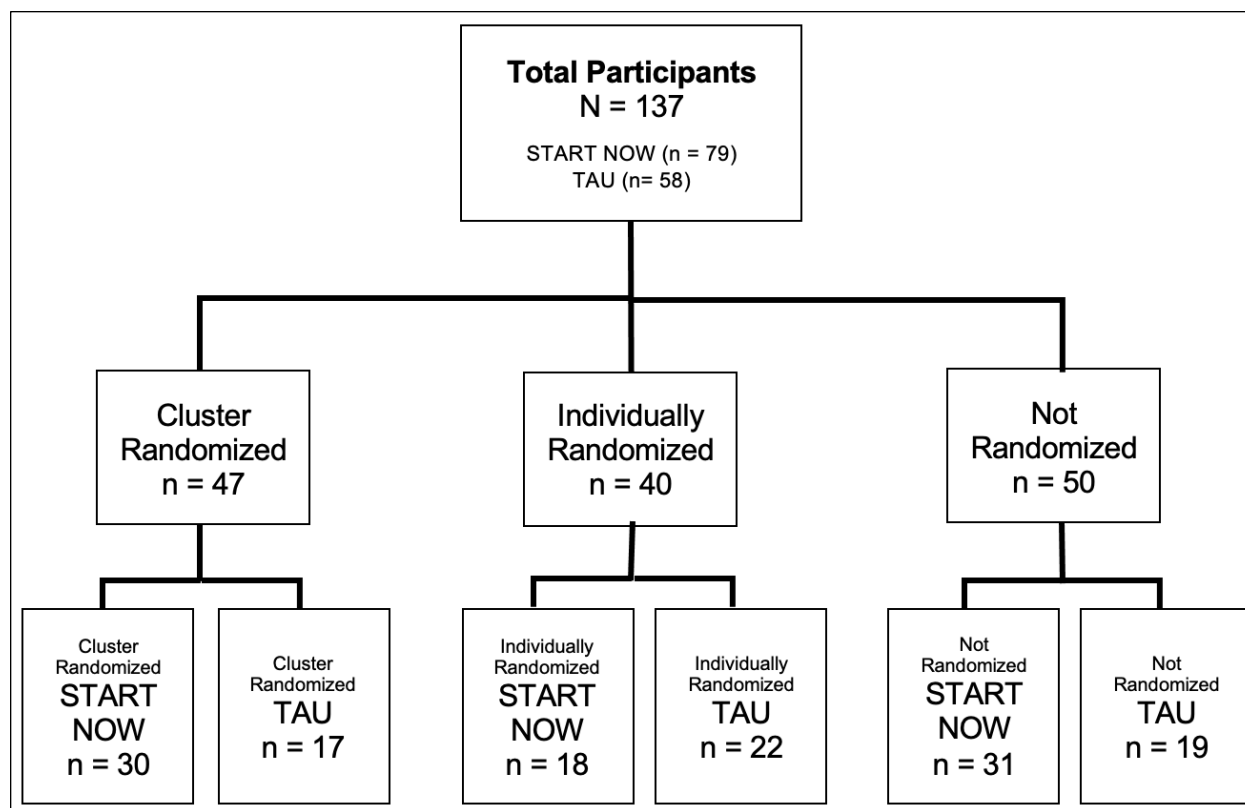 Total Participants
N = 137
START NOW (n = 79)
TAU (n= 58)
Cluster
Randomized
n = 47
Individually
Randomized
n = 40
Not
Randomized
n = 50
Cluster
Randomized
START
NOW
n = 30
Cluster
Randomized
TAU
n = 17
Individually
Randomized
START
NOW
n = 18
Individually
Randomized
TAU
n = 22
Not
Randomized
START
NOW
n = 31
Not
Randomized
TAU
n = 19